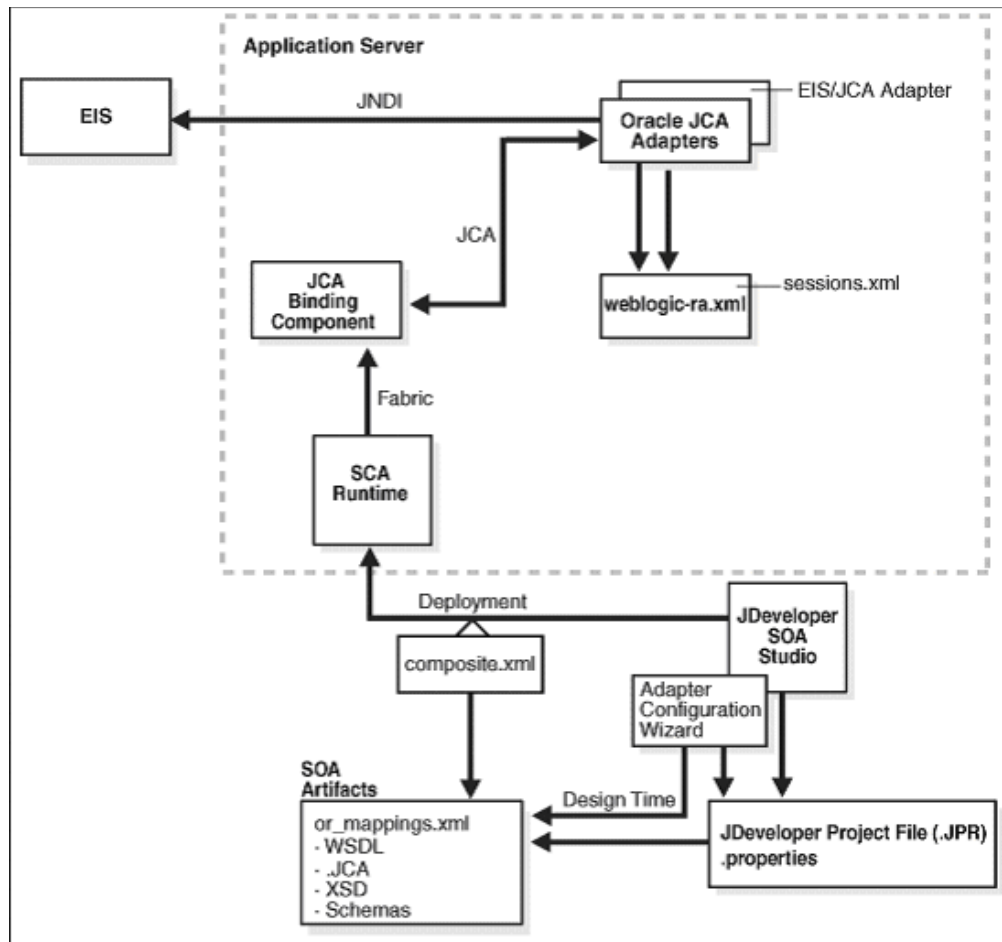 Application Server
EIS
JNDI
EIS/JCA Adapter
Oracle JCA
Adapters
JCA
JCA
Binding
Component
weblogic-ra.xml
sessions.xml
Fabric
SCA
Runtime
Deployment
JDeveloper
SOA
Studio
composite.xml
Adapter
Configuration
Wizard
SOA
Artifacts
Design Time
or_mappings.xml
- WSDL
- .JCA
- XSD
- Schemas
JDeveloper Project File (.JPR)
.properties